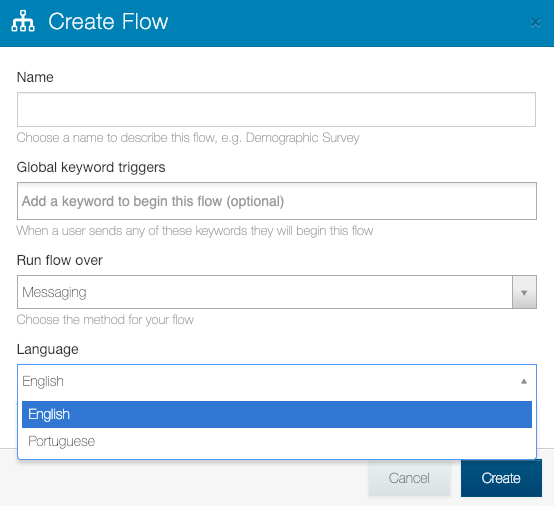 Create Flow
Name
Choose a name to describe this flow, e.g. Demographic Survey
Global keyword triggers
Add a keyword to begin this flow (optional)
When a user sends any of these keywords they will begin this flow
Run flow over
Messaging
Choose the method for your flow
Language
English
English
Portuguese
Cancel Create